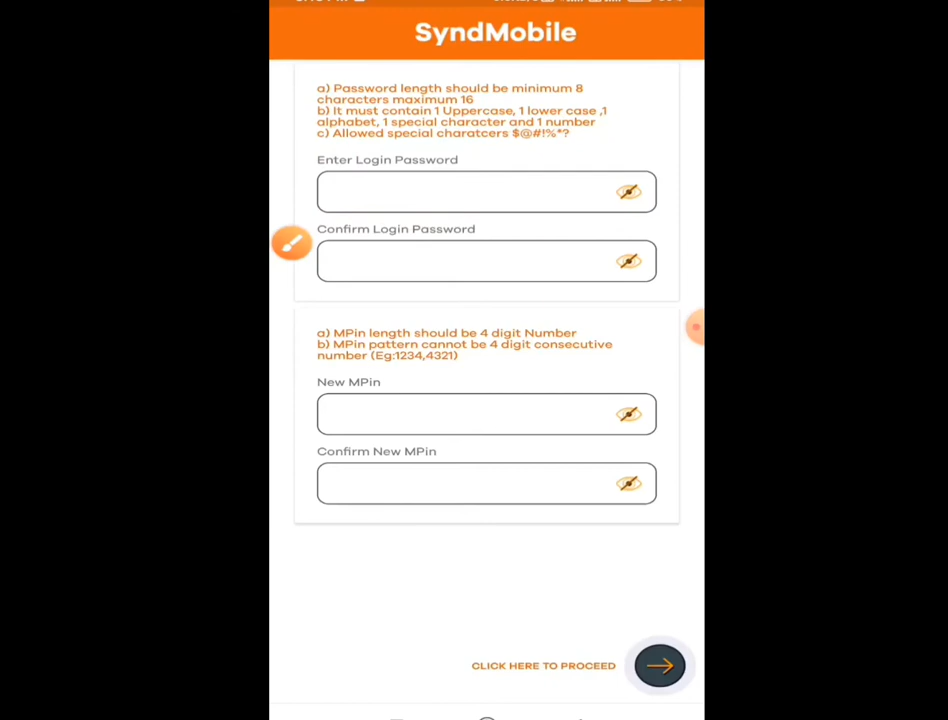 SyndMobile
a) Password length should be minimum 8
characters maximum 16
b) It must contain 1 Uppercase, 1 lower case ,1
alphabet, 1 special character and 1 number
c) Allowed special charatcers $@#!%*?
Enter Login Password
Confirm Login Password
a) MPin length should be 4 digit Number
b) MPin pattern cannot be 4 digit consecutive
number (Eg:1234,4321)
New MPin
Confirm New MPin
CLICK HERE TO PROCEED